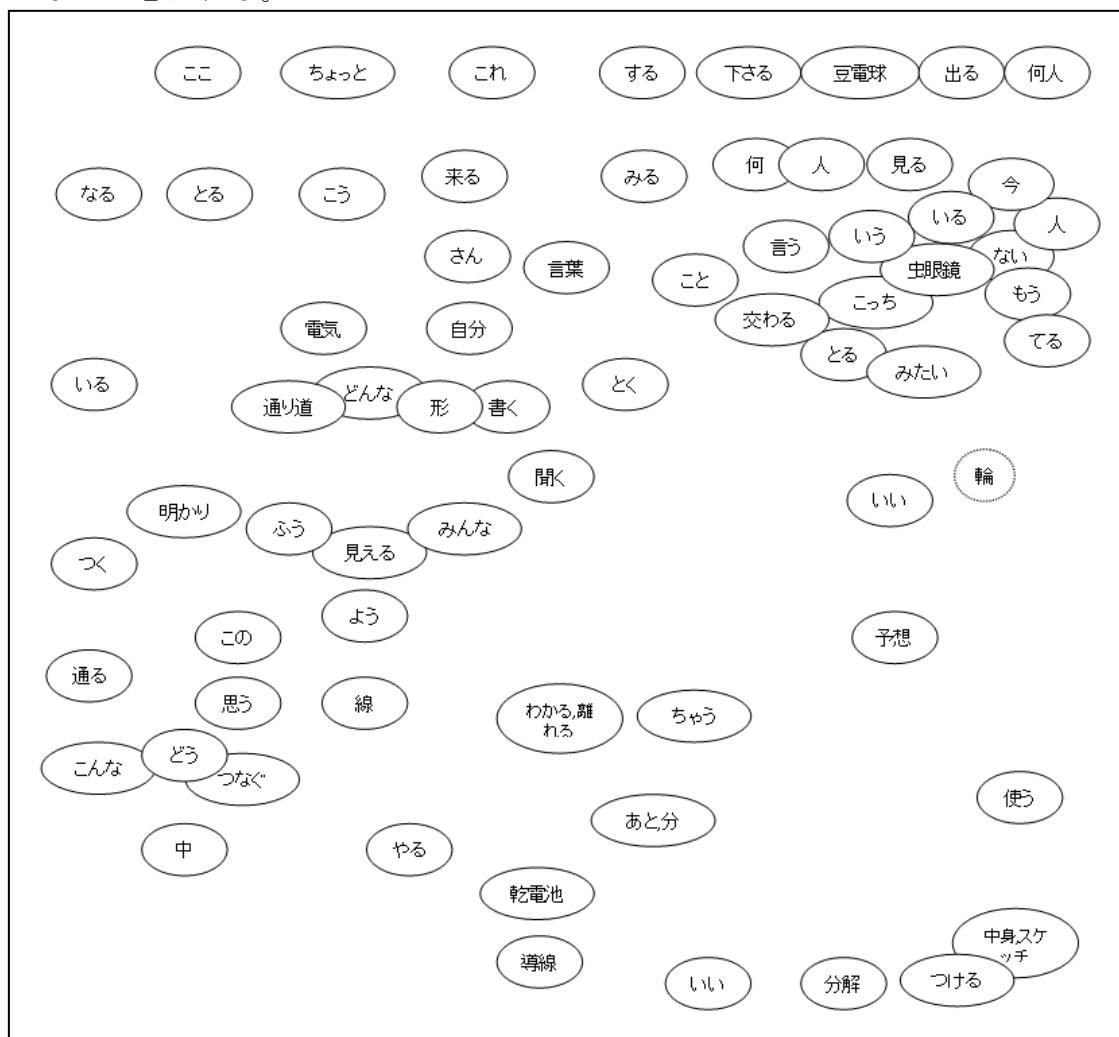 ここ
ちょっと
これ
する
下さる
豆電球
出る
何人
なる
とる
こう
来る
みる
何
人
見る
今
人
いる
いう
言う
ない
虫眼鏡
さん
言葉
こと
こっち
もう
交わる
てる
とる
みたい
電気
自分
いる
通り道
どんな
形
書く
とく
聞く
いい
輪
明かり
ふう
見える
みんな
つく
よう
この
予想
通る
思う
線
わかる,離
れる
ちゃう
こんな
どう
つなぐ
使う
あと,分
中
やる
乾電池
導線
いい
分解
中身,スケ
ッチ
つける